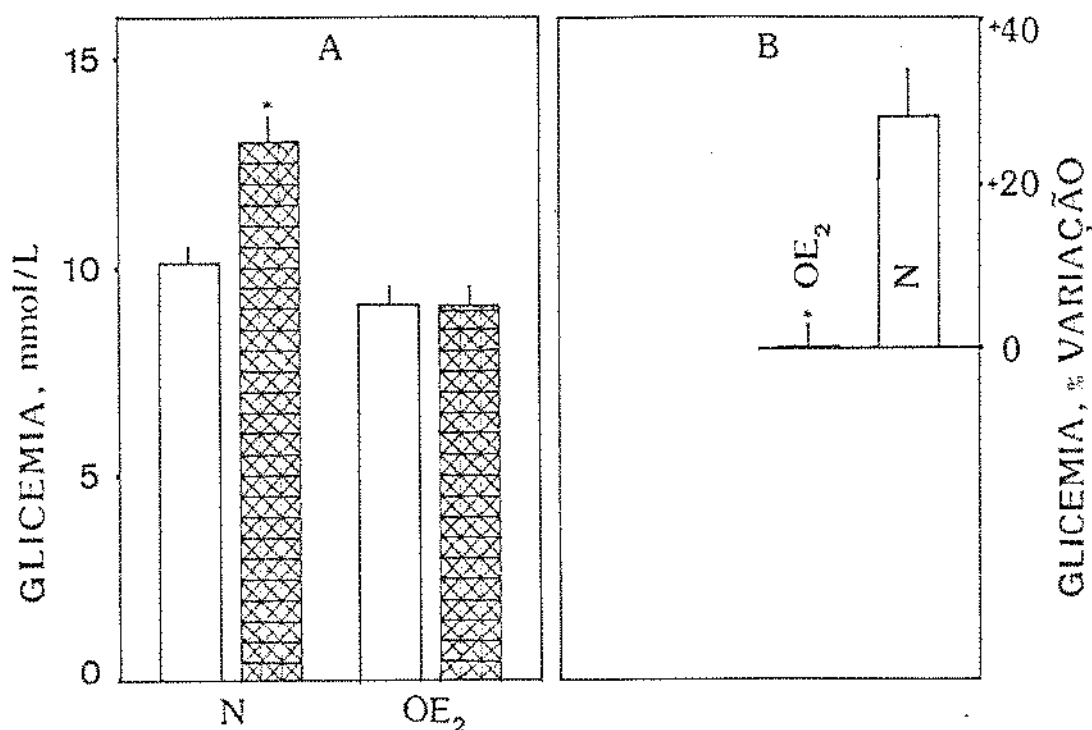 A
B
GLICEMIA, mmol/L
15
10
5
0
*
N
OE₂
+40
+20
0
OE₂
*
N
GLICEMIA, % VARIAÇÃO